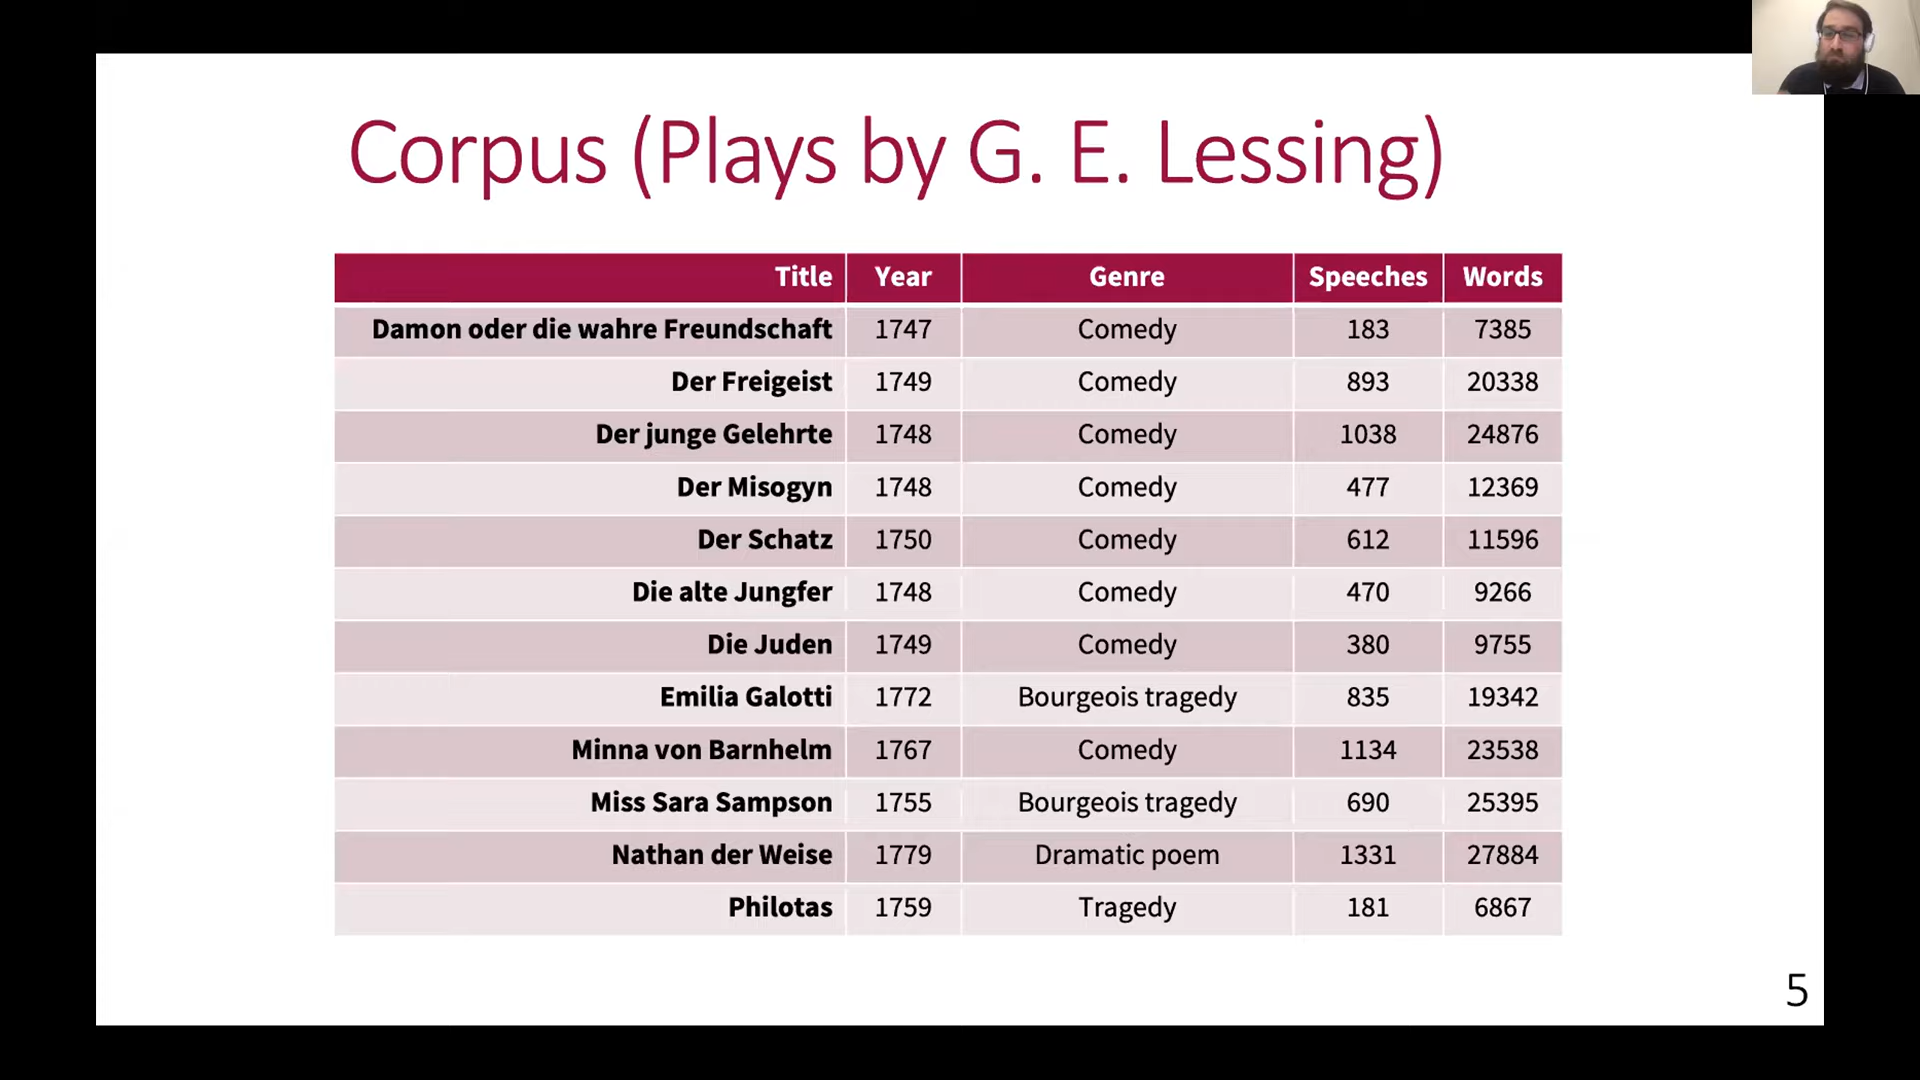 Corpus (Plays by G. E. Lessing)
Title Year Genre Speeches Words
Damon oder die wahre Freundschaft 1747 Comedy 183 7385
Der Freigeist 1749 Comedy 893 20338
Der junge Gelehrte 1748 Comedy 1038 24876
Der Misogyn 1748 Comedy 477 12369
Der Schatz 1750 Comedy 612 11596
Die alte Jungfer 1748 Comedy 470 9266
Die Juden 1749 Comedy 380 9755
Emilia Galotti 1772 Bourgeois tragedy 835 19342
Minna von Barnhelm 1767 Comedy 1134 23538
Miss Sara Sampson 1755 Bourgeois tragedy 690 25395
Nathan der Weise 1779 Dramatic poem 1331 27884
Philotas 1759 Tragedy 181 6867
5